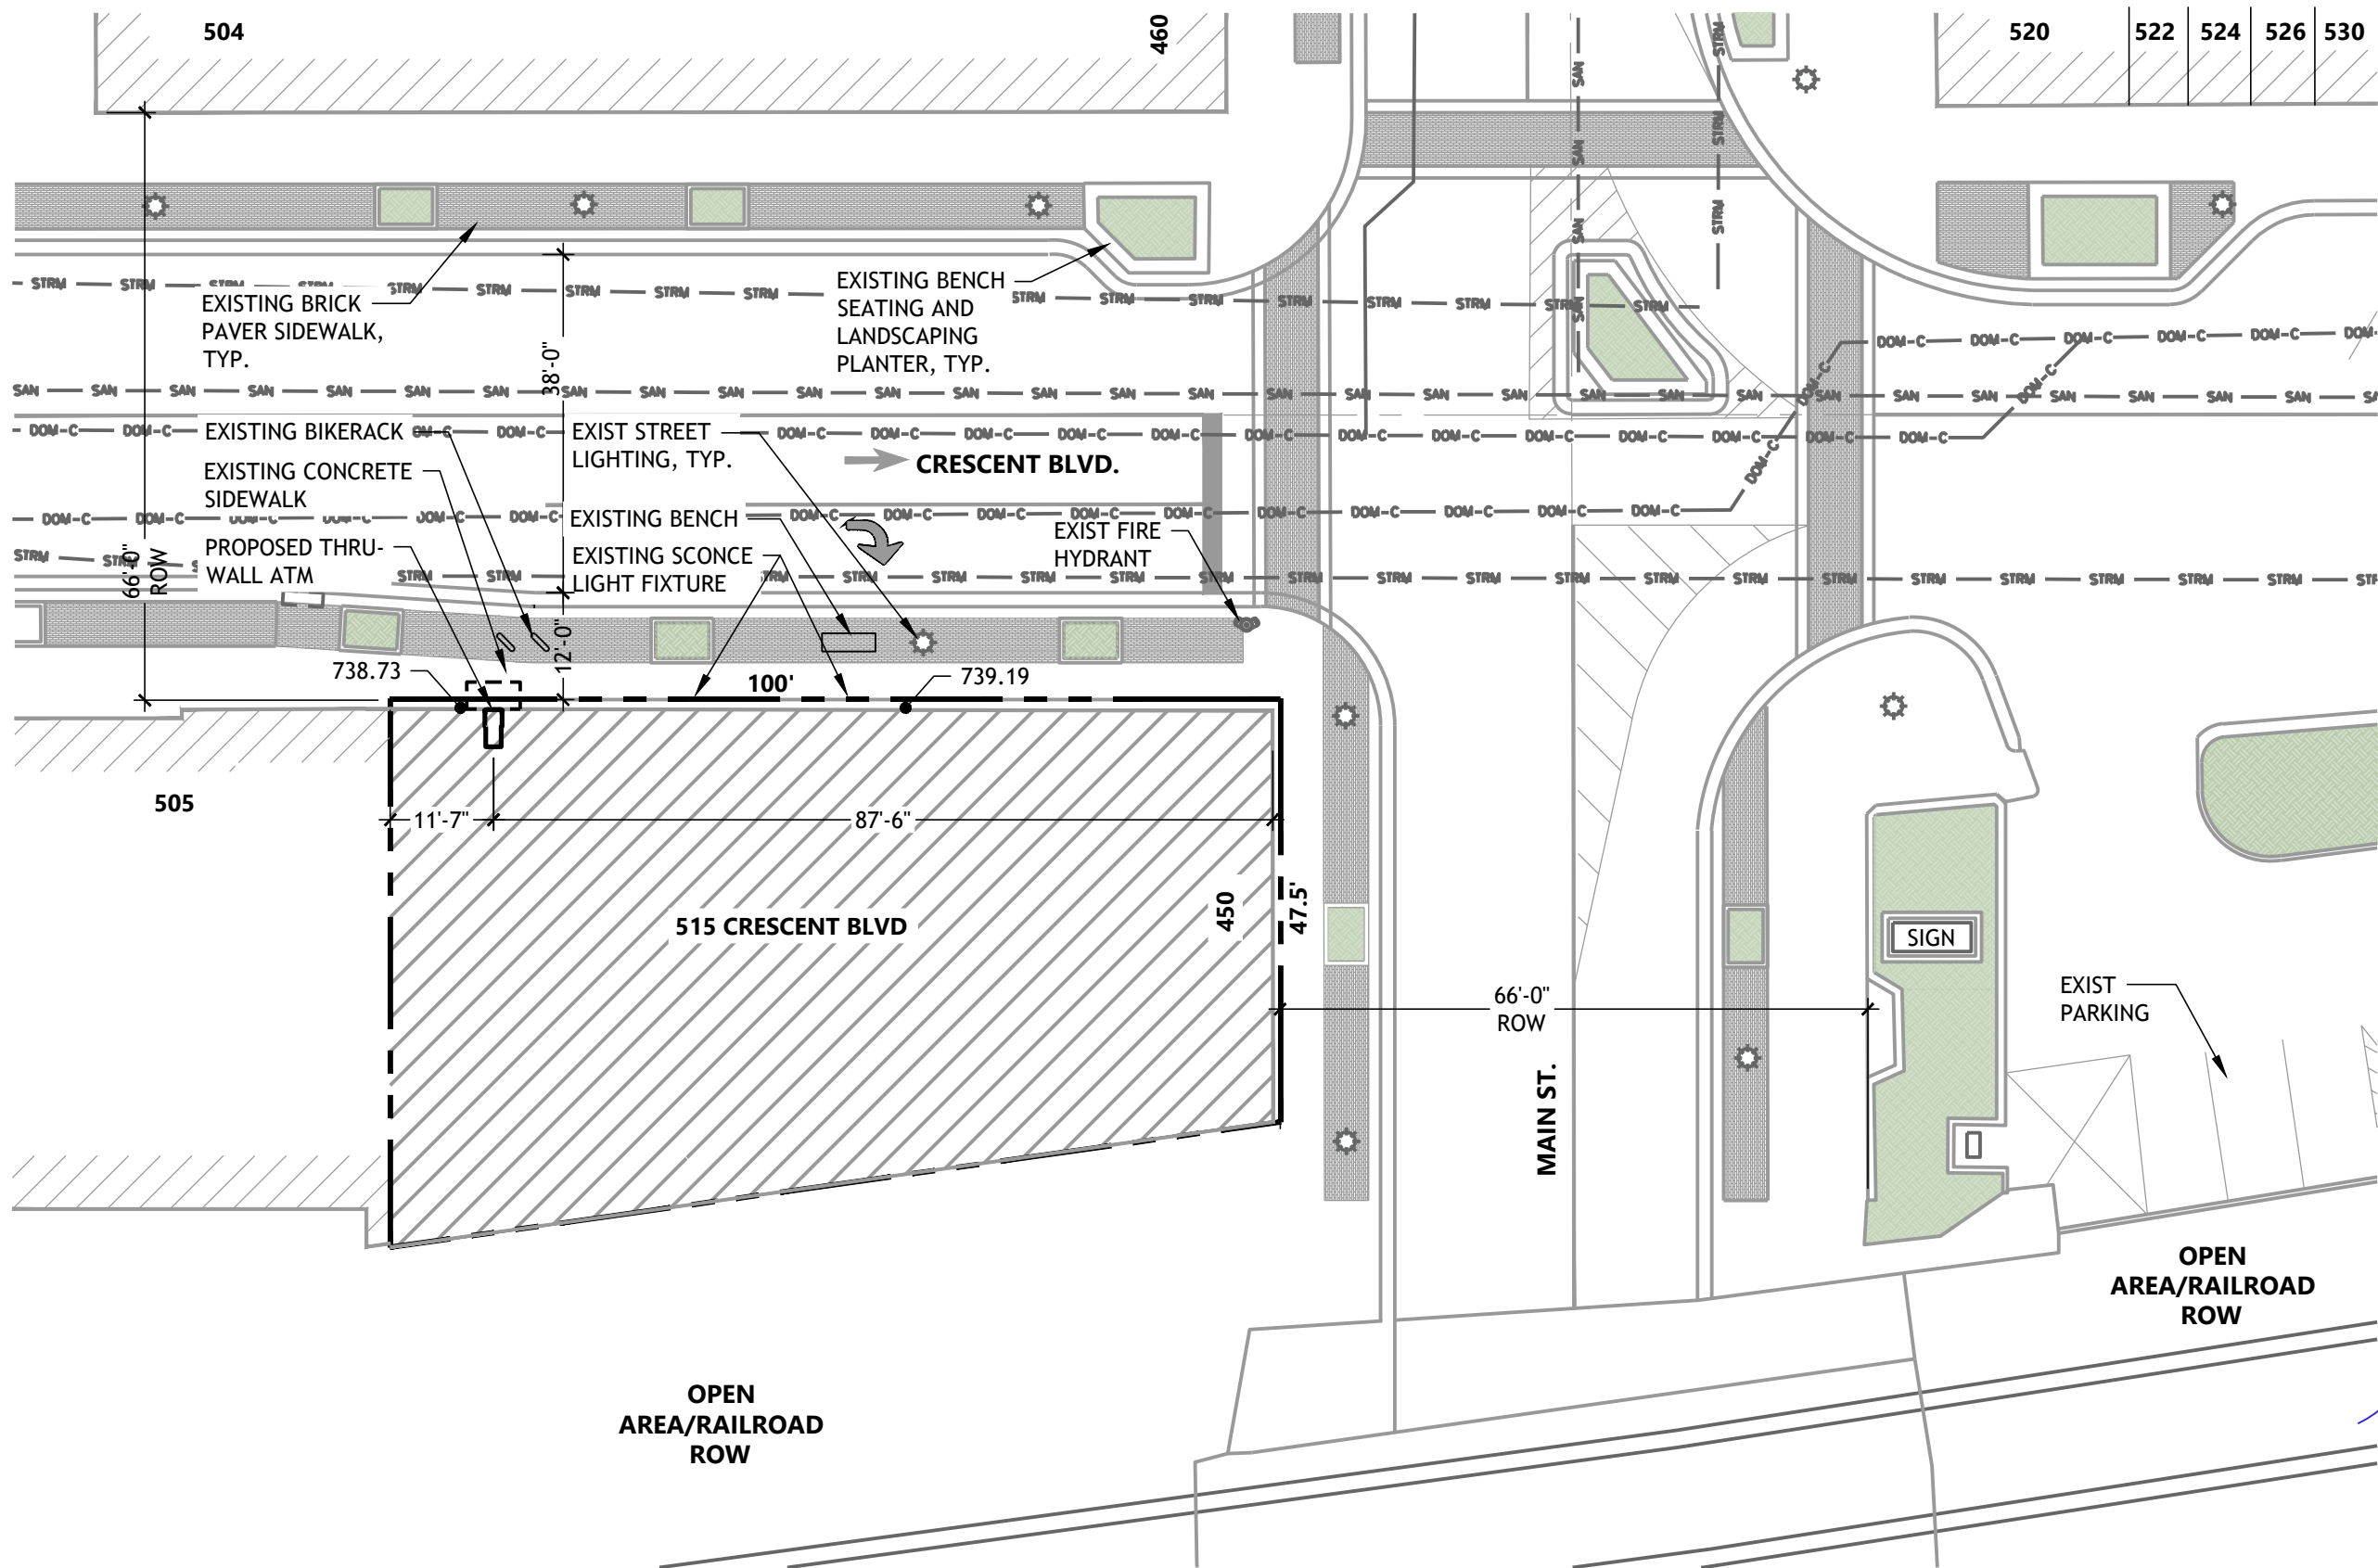 504
460
520
522
524
526
530
EXISTING BRICK
PAVER SIDEWALK,
TYP.
EXISTING BENCH
SEATING AND
LANDSCAPING
PLANTER, TYP.
38'-0"
STRM
SAN
DOM-C
EXISTING BIKERACK
EXIST STREET
LIGHTING, TYP.
CRESCENT BLVD.
EXISTING CONCRETE
SIDEWALK
EXISTING BENCH
EXIST FIRE
HYDRANT
PROPOSED THRU-
WALL ATM
EXISTING SCONCE
LIGHT FIXTURE
66'-0"
ROW
12'-0"
738.73
100'
739.19
505
11'-7"
87'-6"
515 CRESCENT BLVD
450
47.5'
SIGN
66'-0"
ROW
EXIST
PARKING
MAIN ST.
OPEN
AREA/RAILROAD
ROW
OPEN
AREA/RAILROAD
ROW